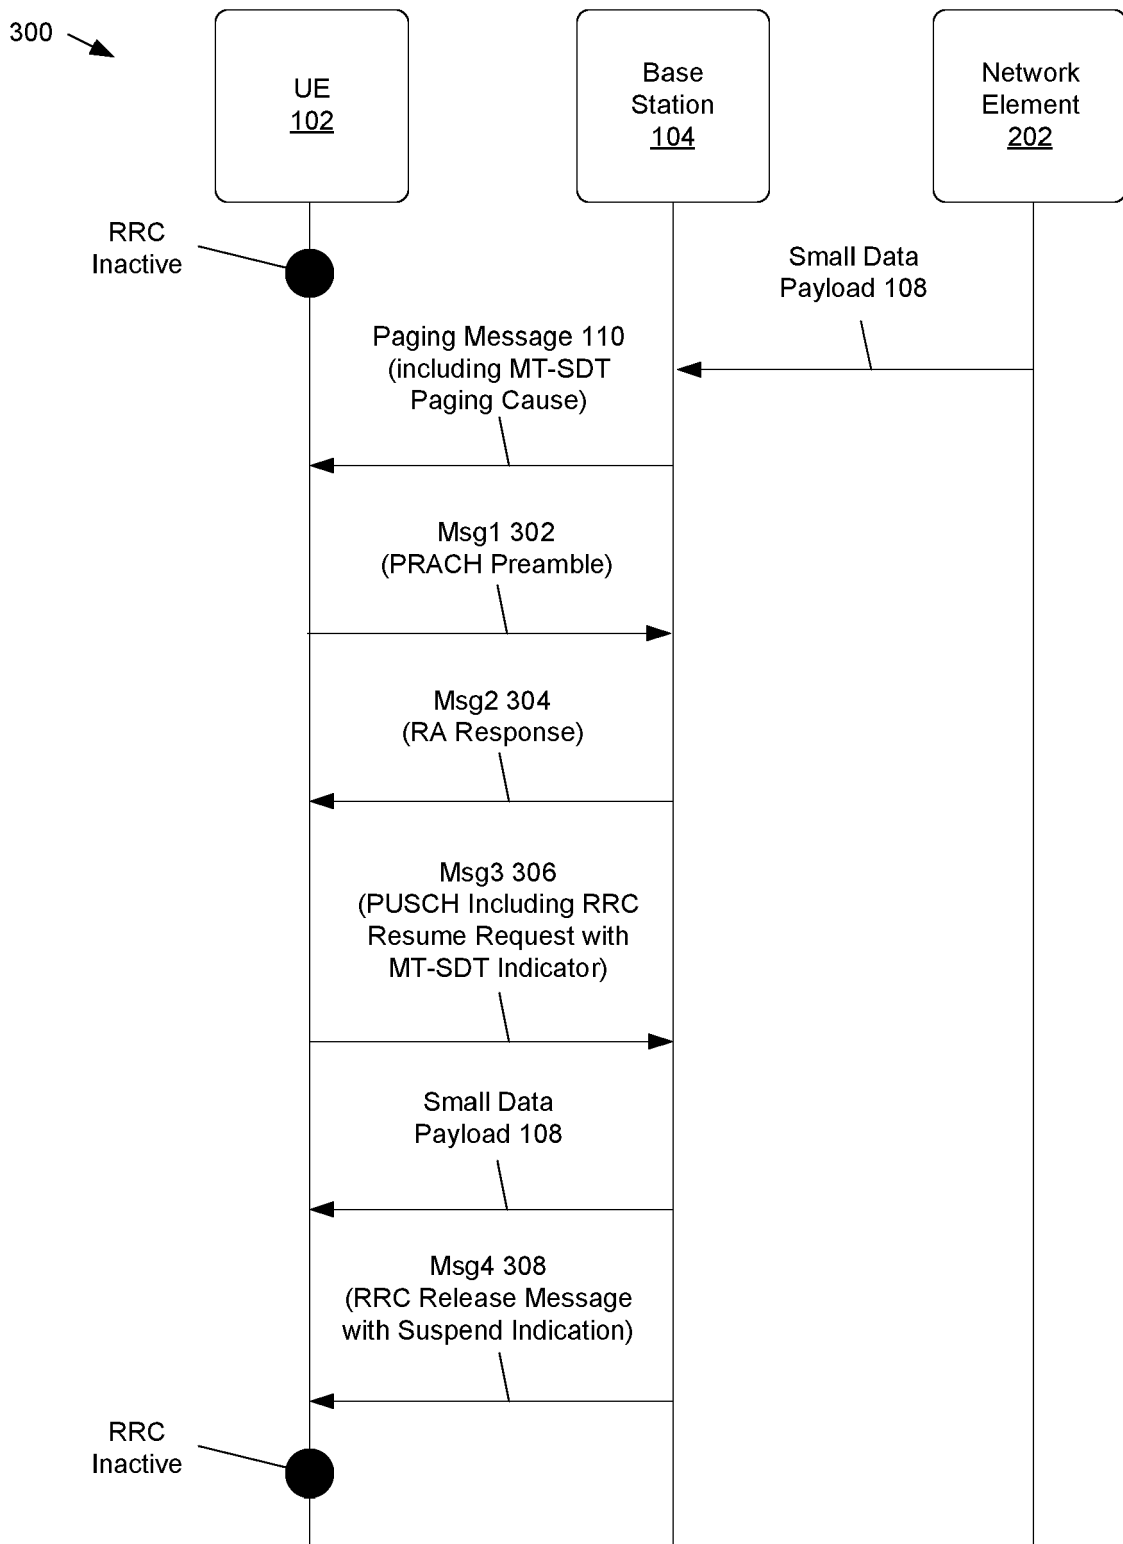 300
UE
102
Base
Station
104
Network
Element
202
RRC
Inactive
Small Data
Payload 108
Paging Message 110
(including MT-SDT
Paging Cause)
Msg1 302
(PRACH Preamble)
Msg2 304
(RA Response)
Msg3 306
(PUSCH Including RRC
Resume Request with
MT-SDT Indicator)
Small Data
Payload 108
Msg4 308
(RRC Release Message
with Suspend Indication)
RRC
Inactive